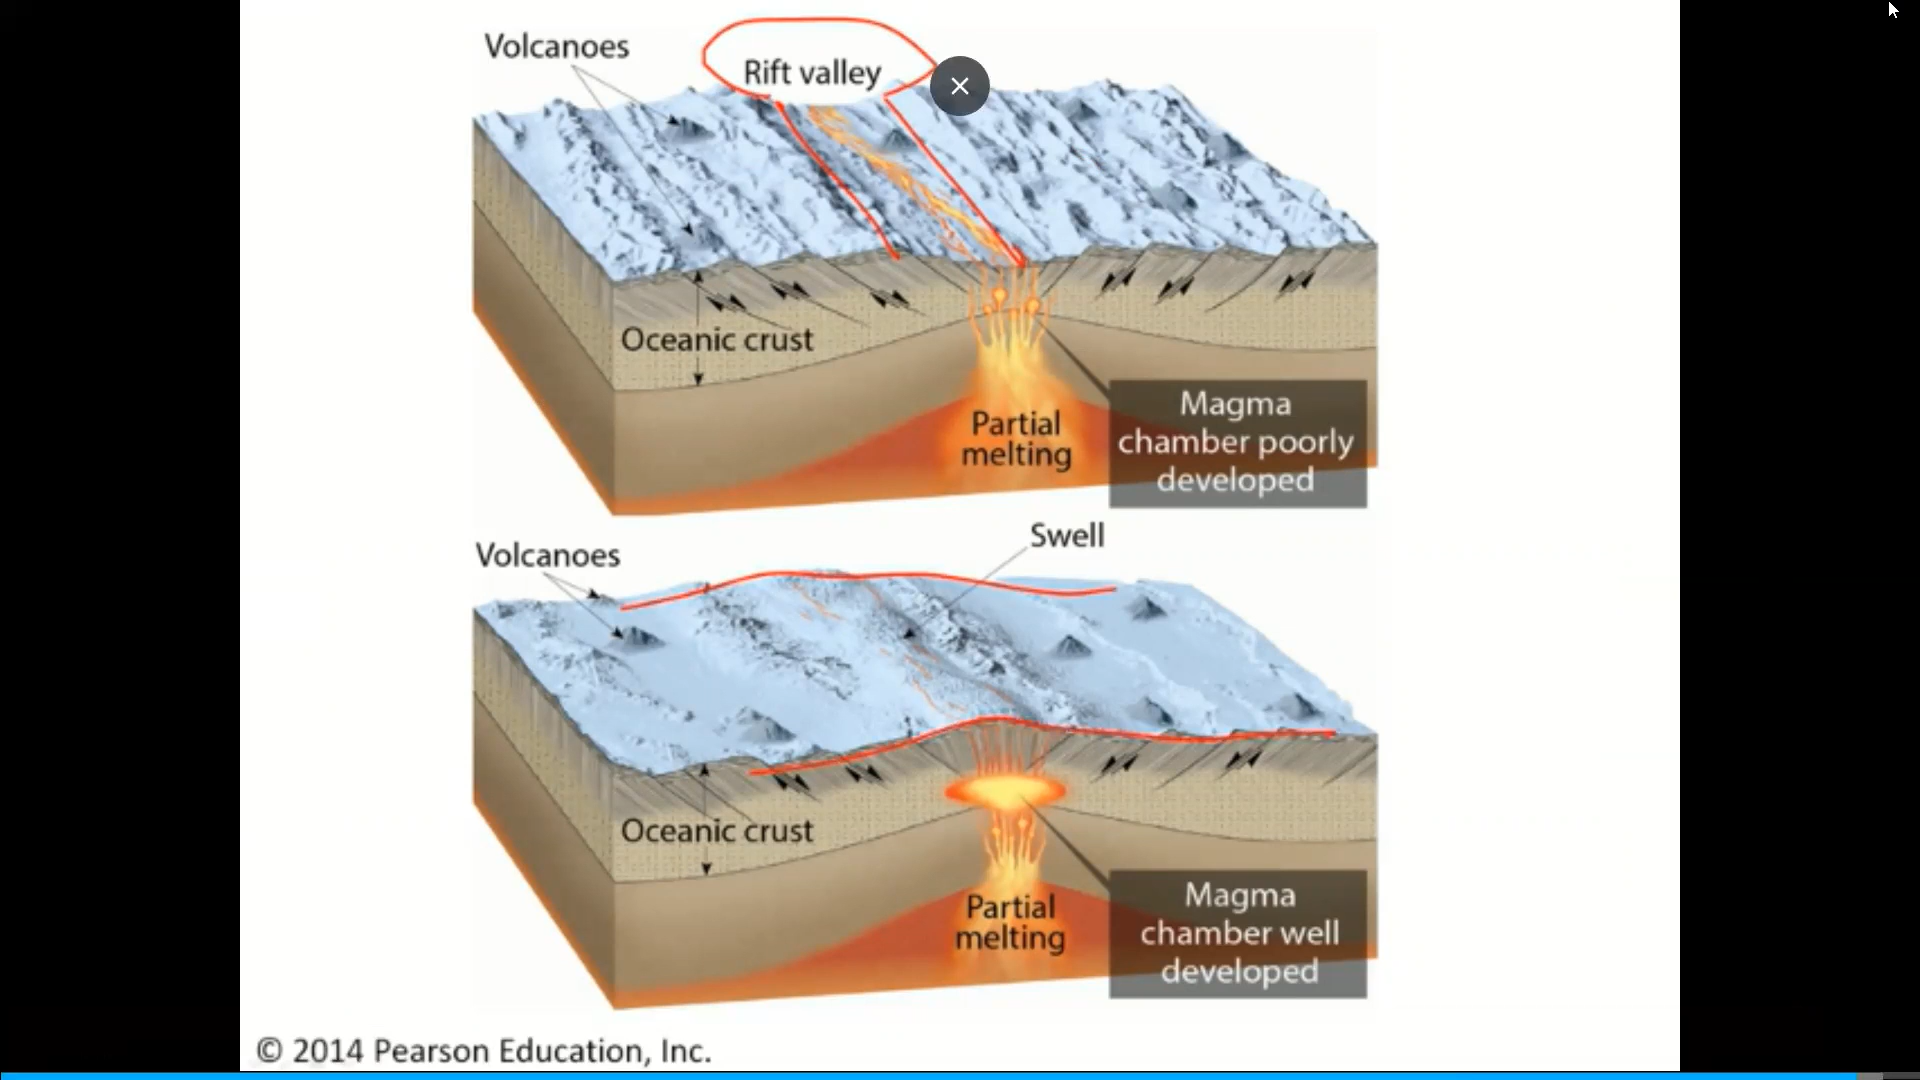 Volcanoes
Rift valley
Oceanic crust
Partial
melting
Magma
chamber poorly
developed
Swell
Volcanoes
Oceanic crust
Partial
melting
Magma
chamber well
developed
© 2014 Pearson Education, Inc.